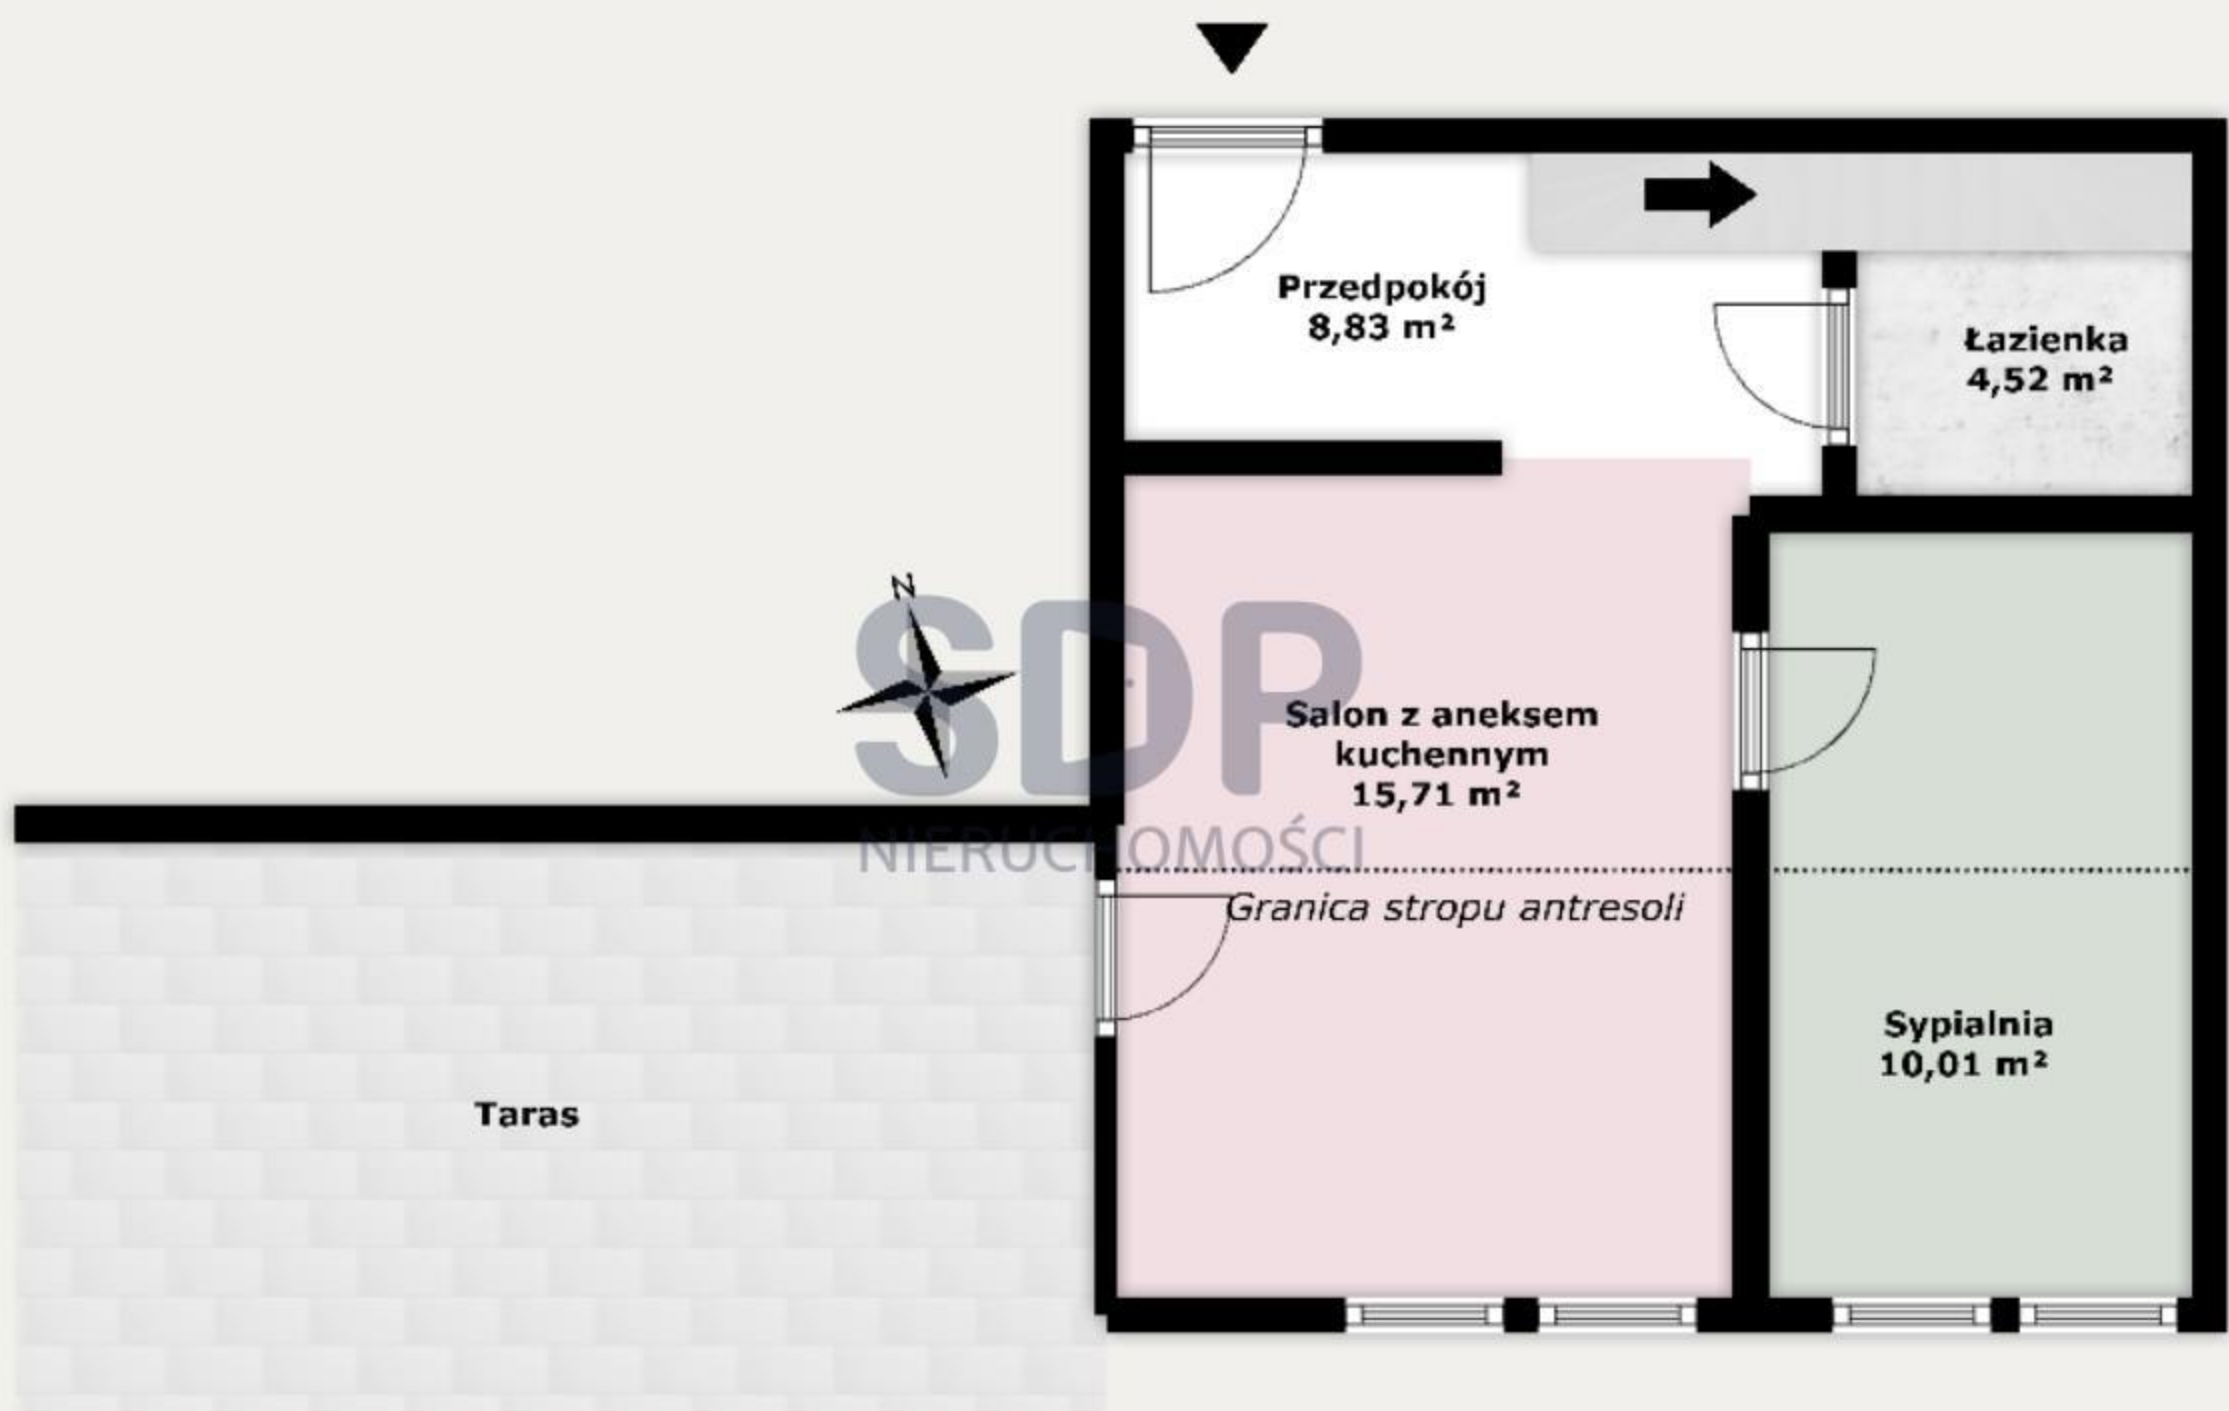 Przedpokój
8,83 m²
Łazienka
4,52 m²
N
SDP
NIERUCHOMOŚCI
Salon z aneksem
kuchennym
15,71 m²
Granica stropu antresoli
Sypialnia
10,01 m²
Taras